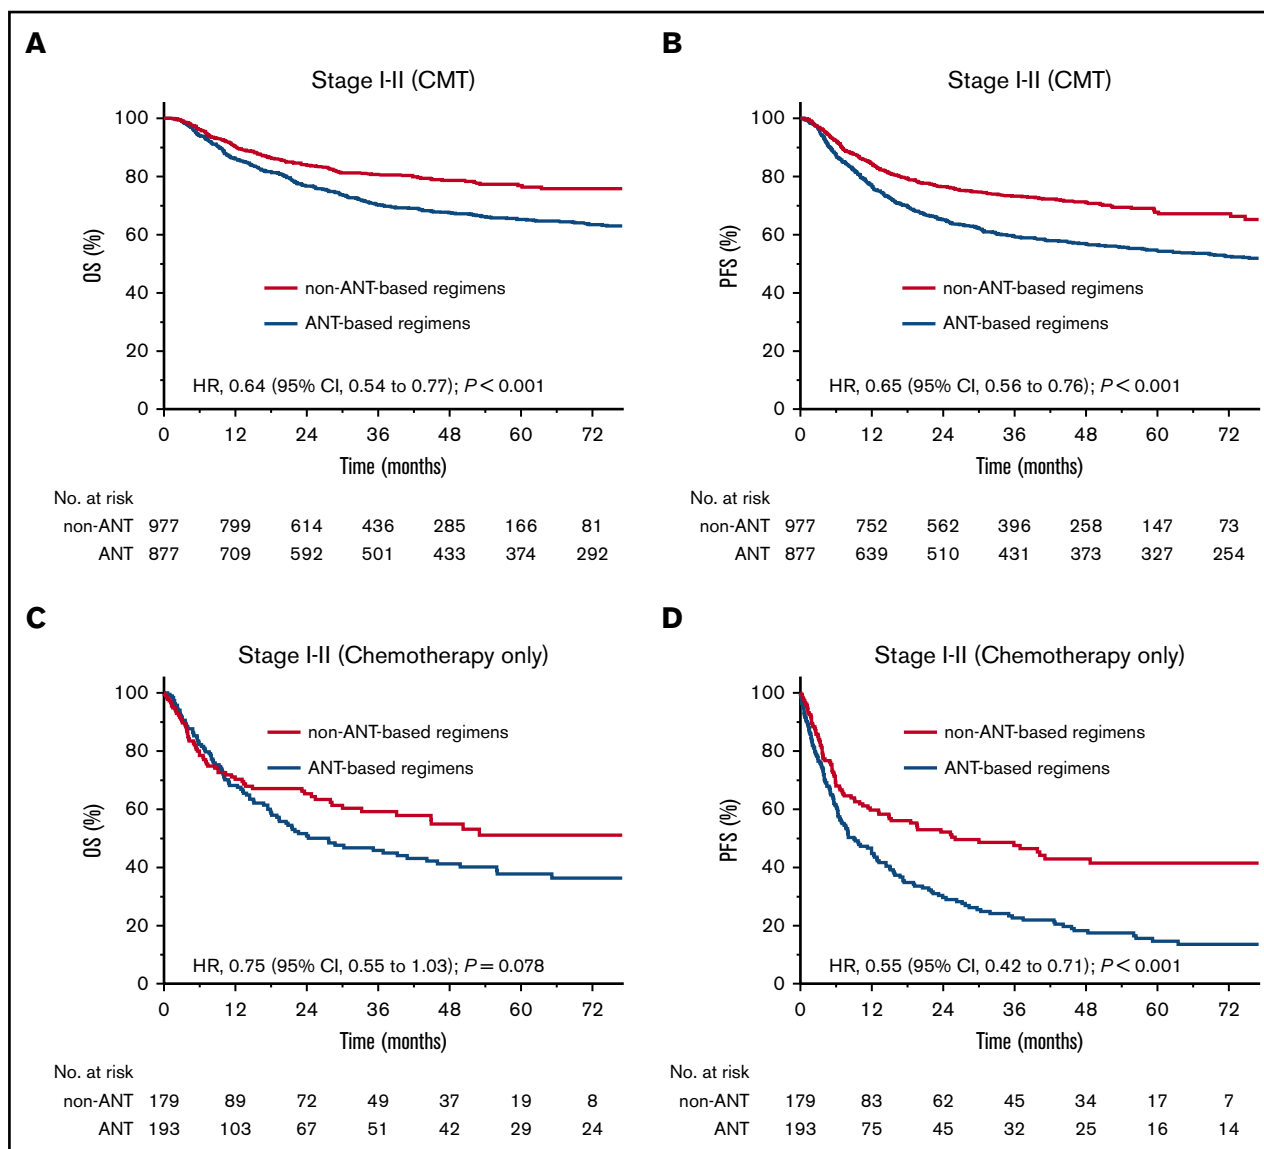 A
Stage I-II (CMT)
OS (%)
100
80
60
40
20
0
non-ANT-based regimens
ANT-based regimens
HR, 0.64 (95% CI, 0.54 to 0.77); P < 0.001
0 12 24 36 48 60 72
Time (months)
No. at risk
non-ANT 977 799 614 436 285 166 81
ANT 877 709 592 501 433 374 292
B
Stage I-II (CMT)
PFS (%)
100
80
60
40
20
0
non-ANT-based regimens
ANT-based regimens
HR, 0.65 (95% CI, 0.56 to 0.76); P < 0.001
0 12 24 36 48 60 72
Time (months)
No. at risk
non-ANT 977 752 562 396 258 147 73
ANT 877 639 510 431 373 327 254
C
Stage I-II (Chemotherapy only)
OS (%)
100
80
60
40
20
0
non-ANT-based regimens
ANT-based regimens
HR, 0.75 (95% CI, 0.55 to 1.03); P = 0.078
0 12 24 36 48 60 72
Time (months)
No. at risk
non-ANT 179 89 72 49 37 19 8
ANT 193 103 67 51 42 29 24
D
Stage I-II (Chemotherapy only)
PFS (%)
100
80
60
40
20
0
non-ANT-based regimens
ANT-based regimens
HR, 0.55 (95% CI, 0.42 to 0.71); P < 0.001
0 12 24 36 48 60 72
Time (months)
No. at risk
non-ANT 179 83 62 45 34 17 7
ANT 193 75 45 32 25 16 14